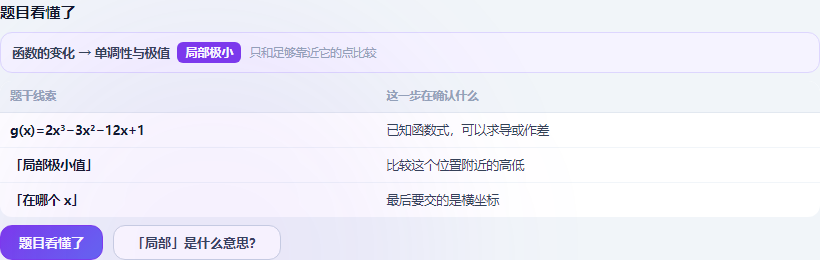 题目看懂了
函数的变化 → 单调性与极值 局部极小 只和足够靠近它的点比较
题干线索 这一步在确认什么
g(x)=2x³−3x²−12x+1 已知函数式，可以求导或作差
「局部极小值」 比较这个位置附近的高低
「在哪个 x」 最后要交的是横坐标
题目看懂了 「局部」是什么意思？